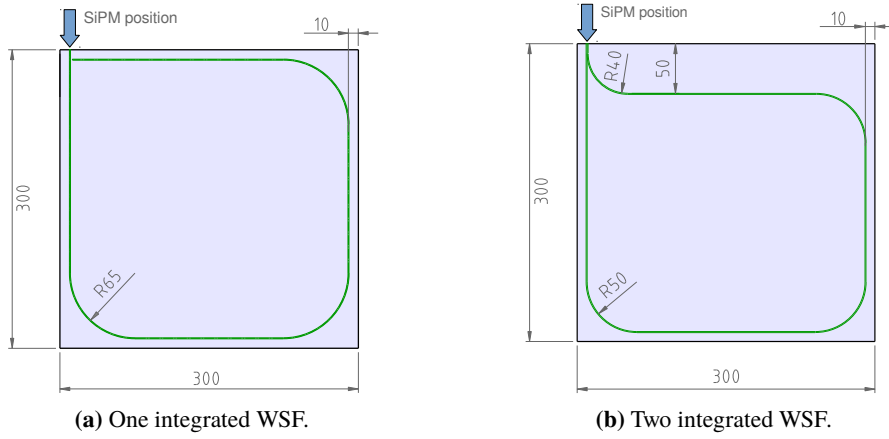 SiPM position
10
300
R65
300
(a) One integrated WSF.
SiPM position
10
R40
50
300
R50
300
(b) Two integrated WSF.